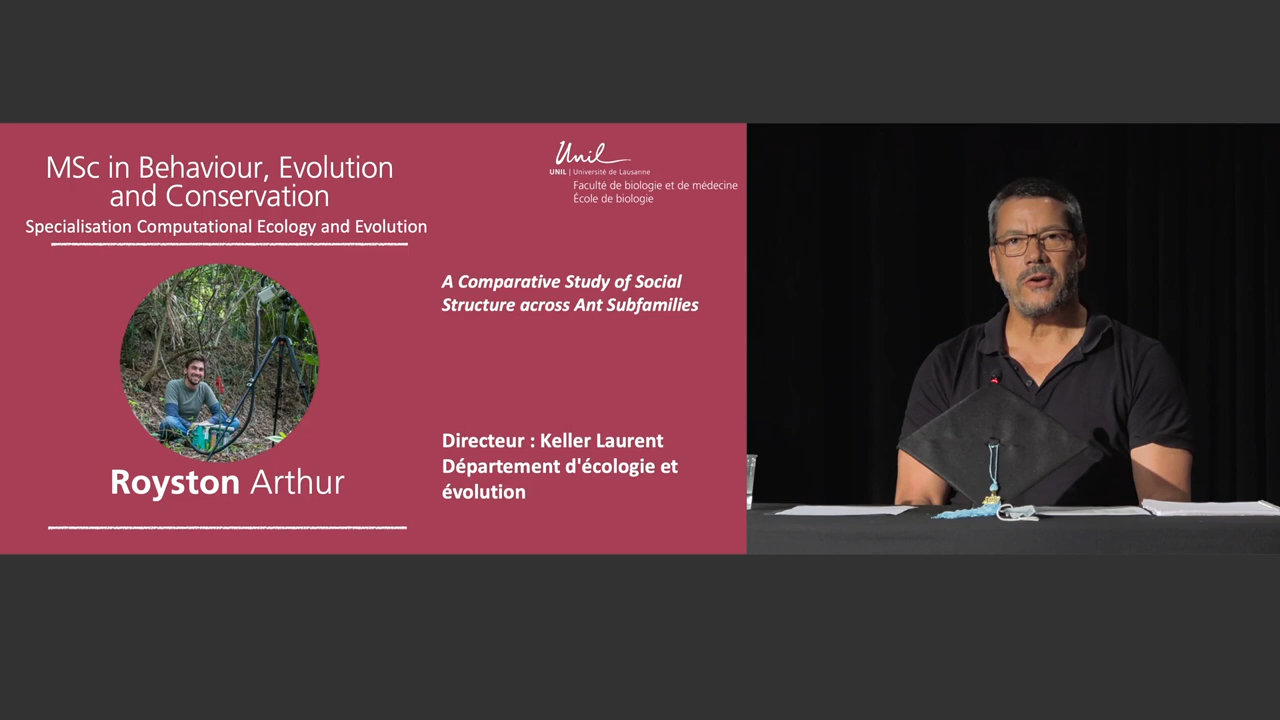 MSc in Behaviour, Evolution
and Conservation
Specialisation Computational Ecology and Evolution
Unil
UNIL | Université de Lausanne
Faculté de biologie et de médecine
École de biologie
A Comparative Study of Social
Structure across Ant Subfamilies
Royston Arthur
Directeur : Keller Laurent
Département d'écologie et
évolution